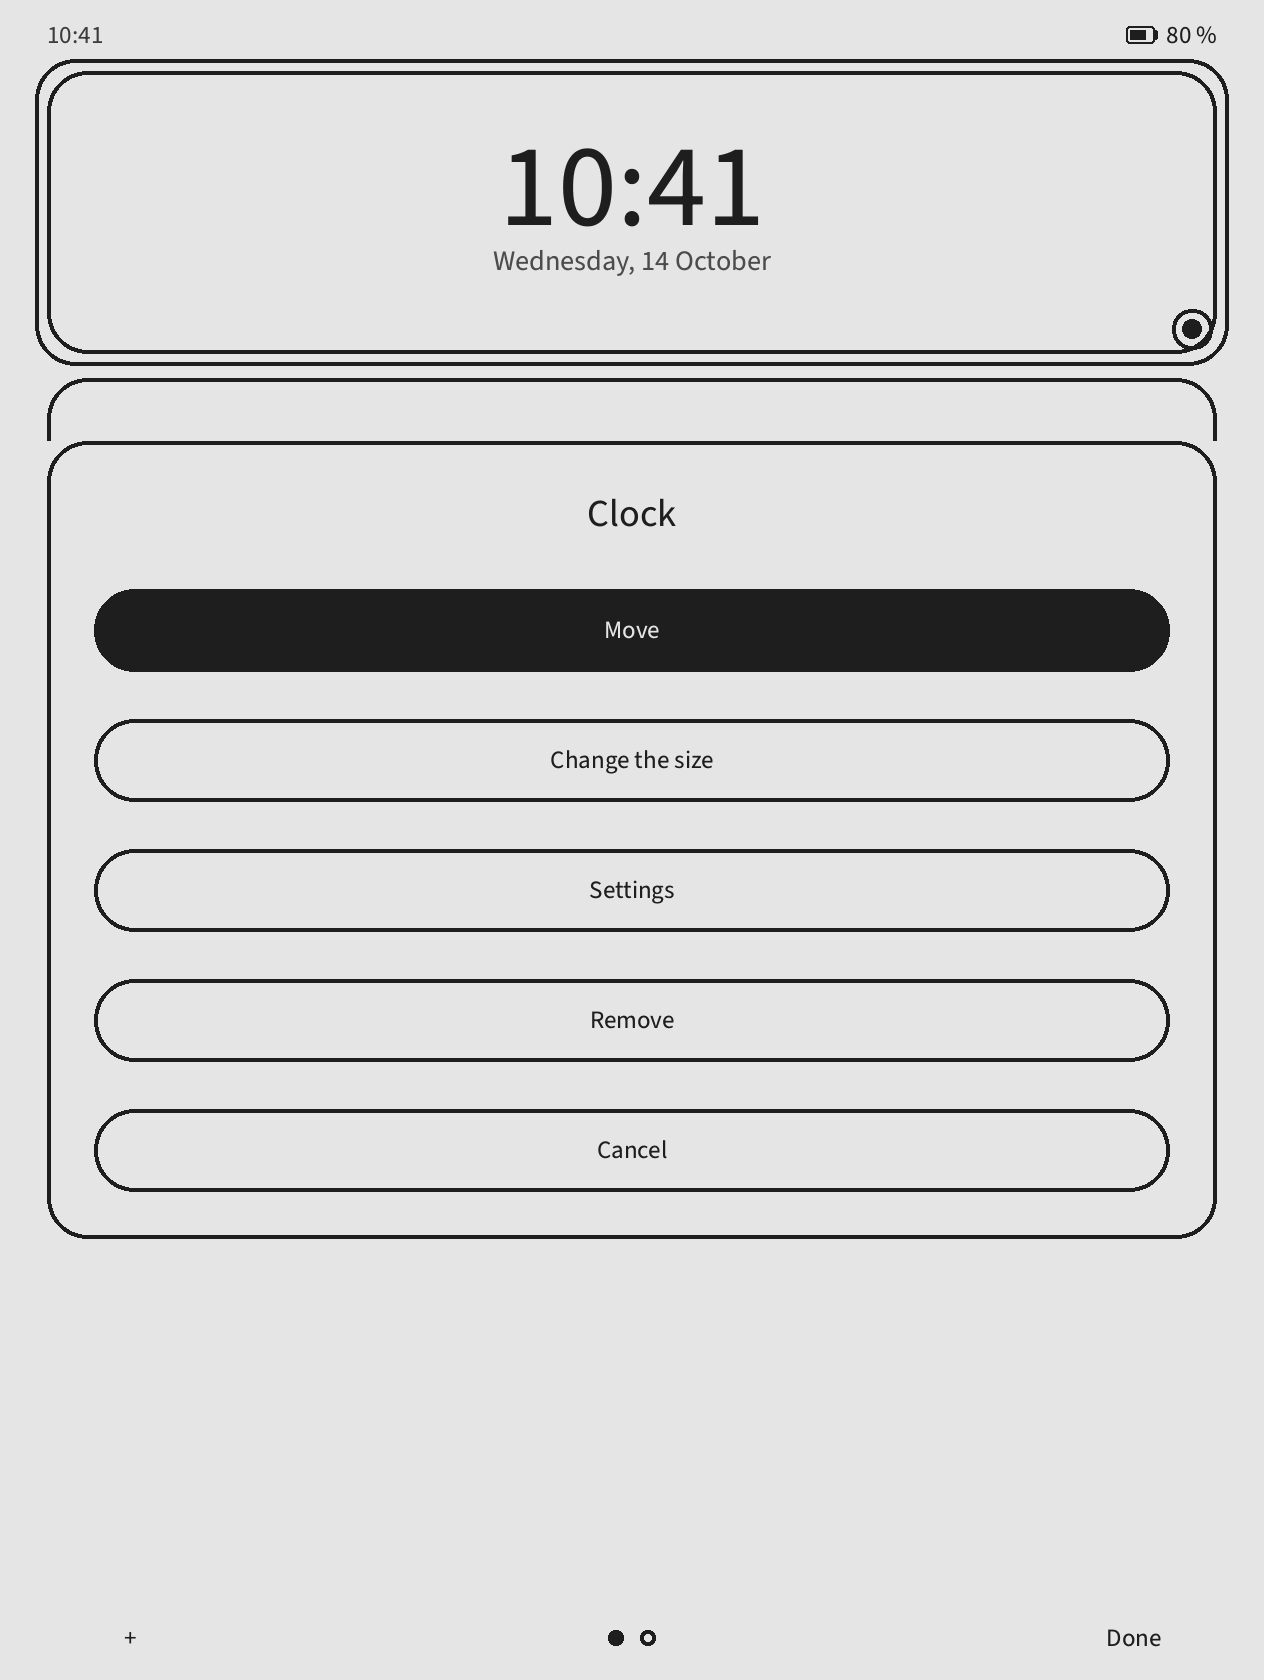 10:41
80 %
10:41
Wednesday, 14 October
Clock
Move
Change the size
Settings
Remove
Cancel
+
Done